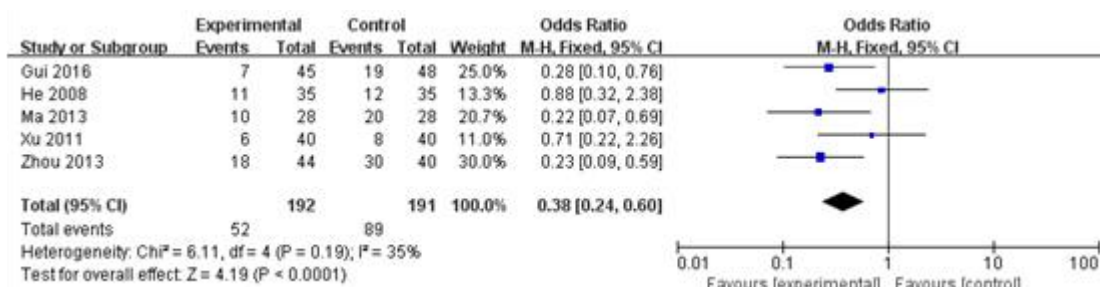 Experimental Control Odds Ratio Odds Ratio
Study or Subgroup Events Total Events Total Weight M-H, Fixed, 95% CI M-H, Fixed, 95% CI
Gui 2016 7 45 19 48 25.0% 0.28 [0.10, 0.76]
He 2008 11 35 12 35 13.3% 0.88 [0.32, 2.38]
Ma 2013 10 28 20 28 20.7% 0.22 [0.07, 0.69]
Xu 2011 6 40 8 40 11.0% 0.71 [0.22, 2.26]
Zhou 2013 18 44 30 40 30.0% 0.23 [0.09, 0.59]
Total (95% CI) 192 191 100.0% 0.38 [0.24, 0.60]
Total events 52 89
Heterogeneity: Chi² = 6.11, df = 4 (P = 0.19); I² = 35%
Test for overall effect: Z = 4.19 (P < 0.0001)
0.01 0.1 1 10 100
Favours [experimental] Favours [control]